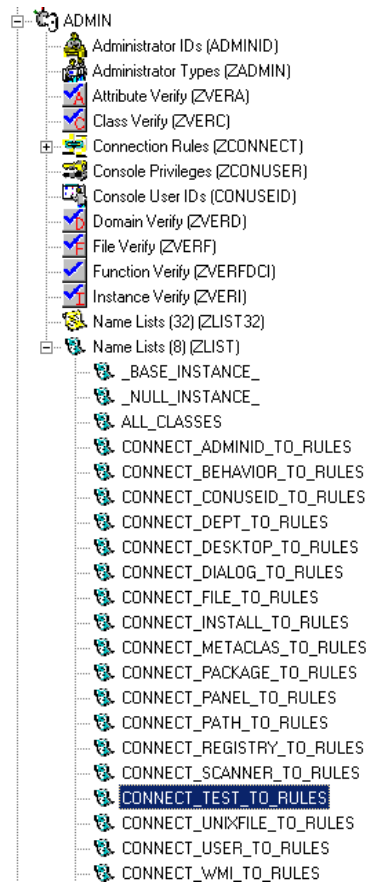 ADMIN
Administrator IDs (ADMINID)
Administrator Types (ZADMIN)
Attribute Verify (ZVERA)
Class Verify (ZVERC)
Connection Rules (ZCONNECT)
Console Privileges (ZCONUSER)
Console User IDs (CONUSEID)
Domain Verify (ZVERD)
File Verify (ZVERF)
Function Verify (ZVERFDCI)
Instance Verify (ZVERI)
Name Lists (32) (ZLIST32)
Name Lists (8) (ZLIST)
_BASE_INSTANCE_
_NULL_INSTANCE_
ALL_CLASSES
CONNECT_ADMINID_TO_RULES
CONNECT_BEHAVIOR_TO_RULES
CONNECT_CONUSEID_TO_RULES
CONNECT_DEPT_TO_RULES
CONNECT_DESKTOP_TO_RULES
CONNECT_DIALOG_TO_RULES
CONNECT_FILE_TO_RULES
CONNECT_INSTALL_TO_RULES
CONNECT_METACLAS_TO_RULES
CONNECT_PACKAGE_TO_RULES
CONNECT_PANEL_TO_RULES
CONNECT_PATH_TO_RULES
CONNECT_REGISTRY_TO_RULES
CONNECT_SCANNER_TO_RULES
CONNECT_TEST_TO_RULES
CONNECT_UNIXFILE_TO_RULES
CONNECT_USER_TO_RULES
CONNECT_WMI_TO_RULES